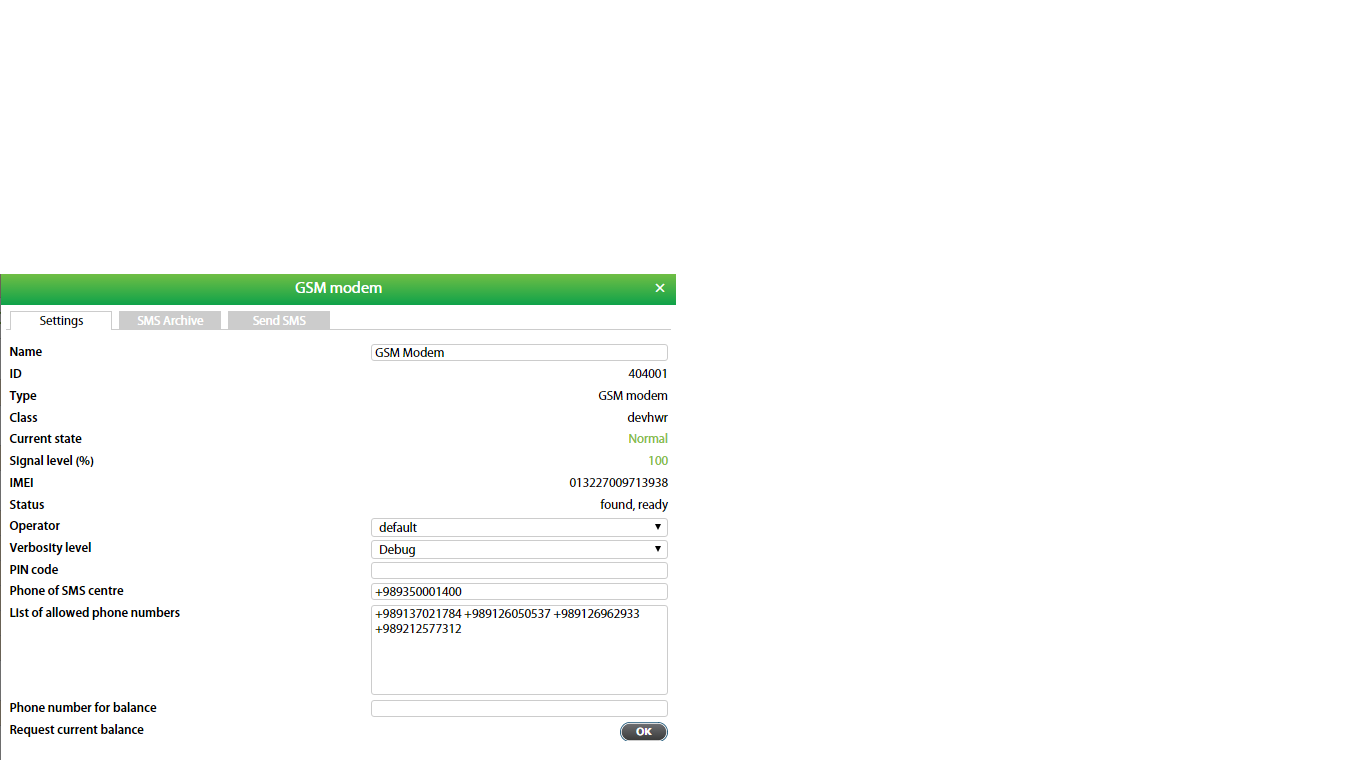 GSM modem ×
Settings SMS Archive Send SMS
Name GSM Modem
ID 404001
Type GSM modem
Class devhwr
Current state Normal
Signal level (%) 100
IMEI 013227009713938
Status found, ready
Operator default
Verbosity level Debug
PIN code
Phone of SMS centre +989350001400
List of allowed phone numbers +989137021784 +989126050537 +989126962933
+989212577312
Phone number for balance
Request current balance OK